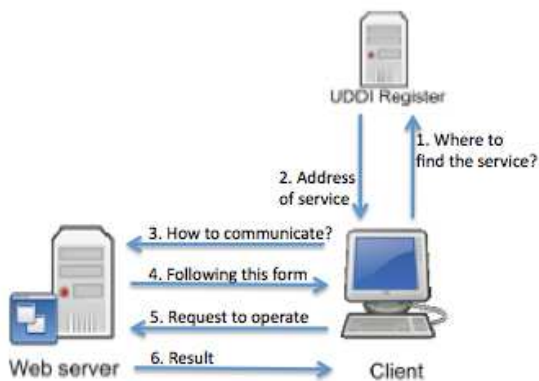 UDDI Register
1. Where to
find the service?
2. Address
of service
3. How to communicate?
4. Following this form
5. Request to operate
6. Result
Web server
Client